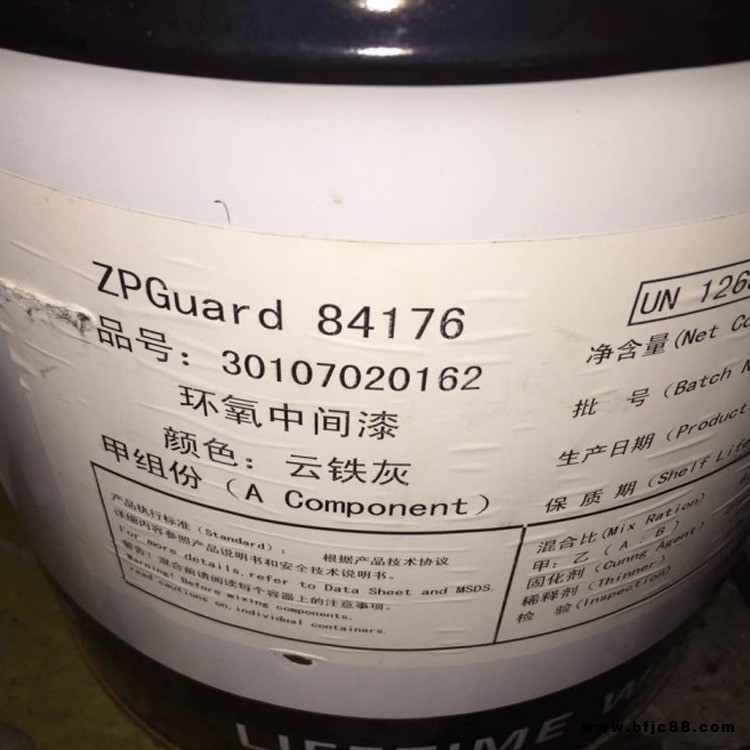 ZPGuard 84176
品号：30107020162
环氧中间漆
颜色：云铁灰
甲组份（A Component）
产品执行标准（Standard）： 根据产品技术协议
详细内容参照产品说明书和安全技术说明书。
For more details,refer to Data Sheet and MSDS.
警告：混合前请阅读每个容器上的注意事项。
Warning! Before mixing components,
read cautions on individual containers.
UN 126
净含量(Net Co
批 号（Batch
生产日期（Product
保 质 期（Shelf Life
混合比(Mix Ration)
甲：乙（A：B）
固化剂（Cunng Agent）
稀释剂（Thinner）
检 验(Inspection)
LIFETIME W
www.bfjc88.com